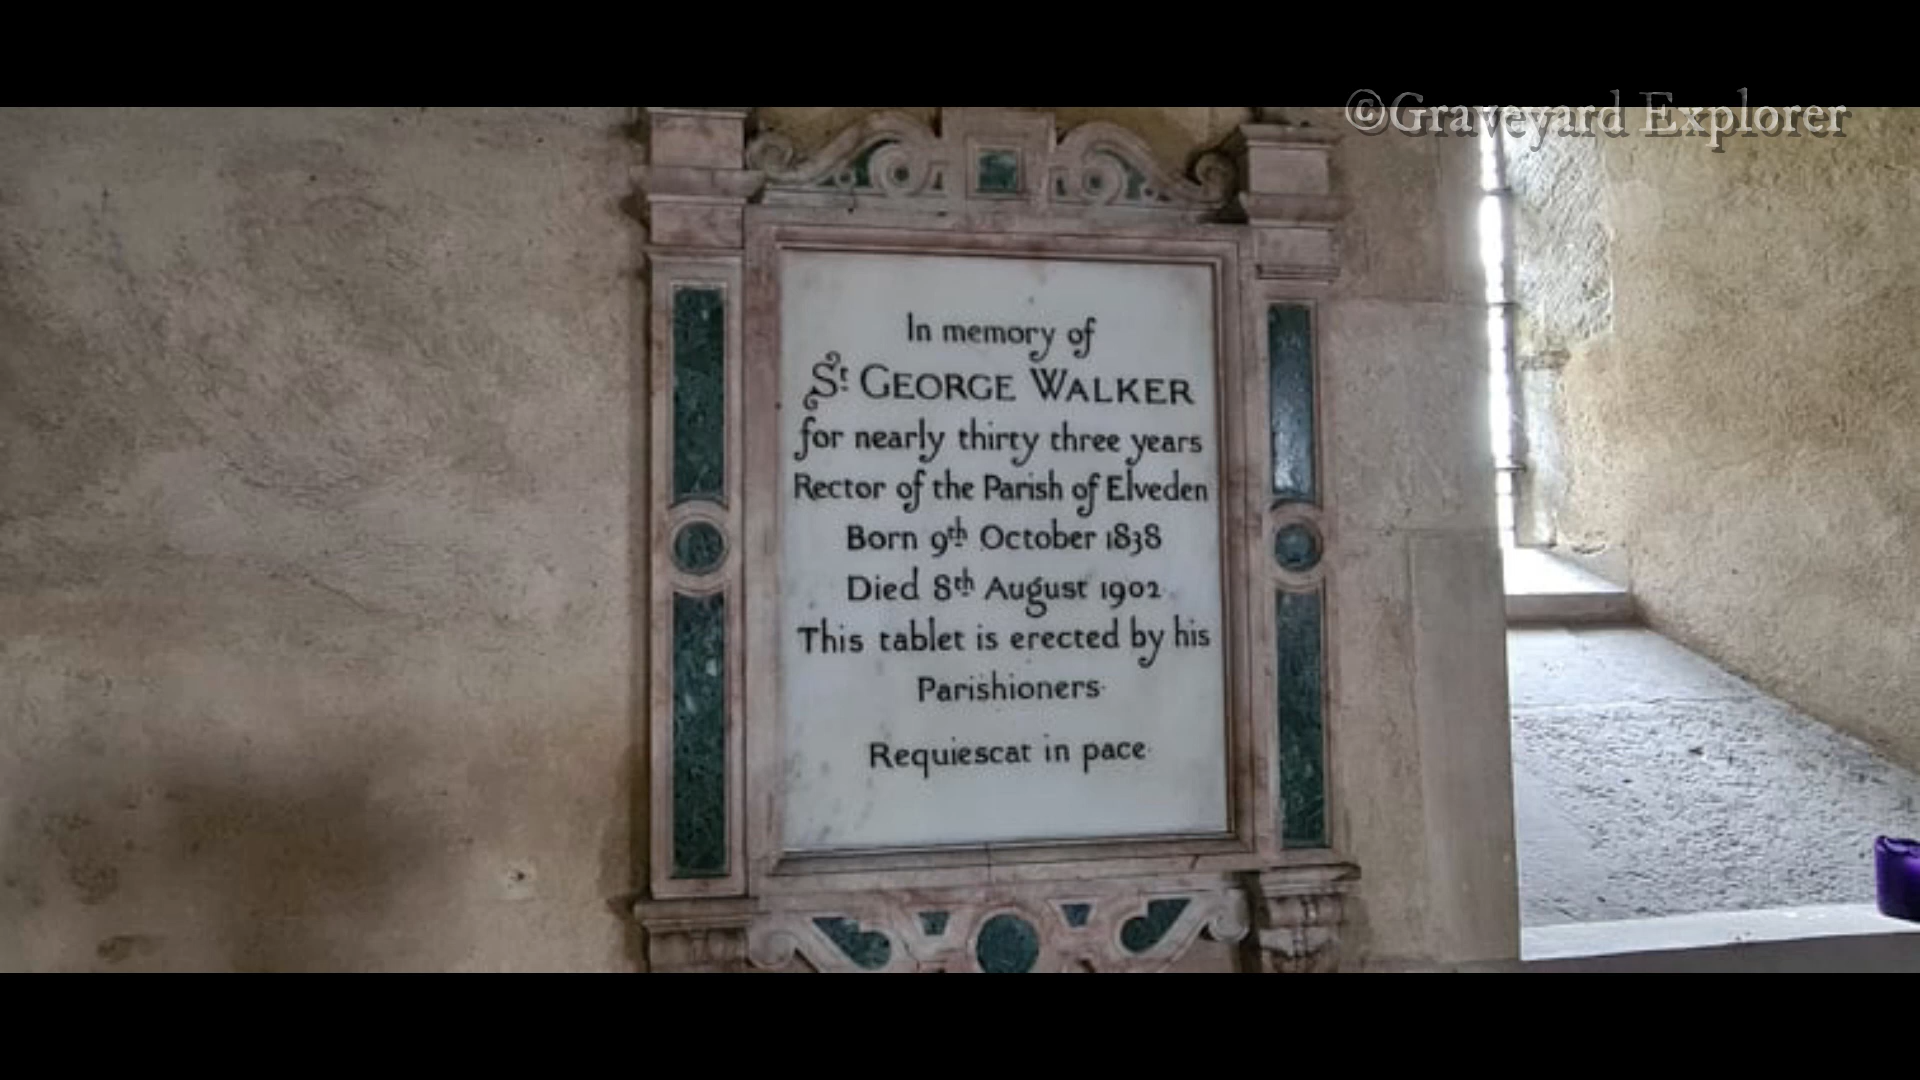 ©Graveyard Explorer
In memory of
St. GEORGE WALKER
for nearly thirty three years
Rector of the Parish of Elveden
Born 9th October 1838
Died 8th August 1902
This tablet is erected by his
Parishioners
Requiescat in pace